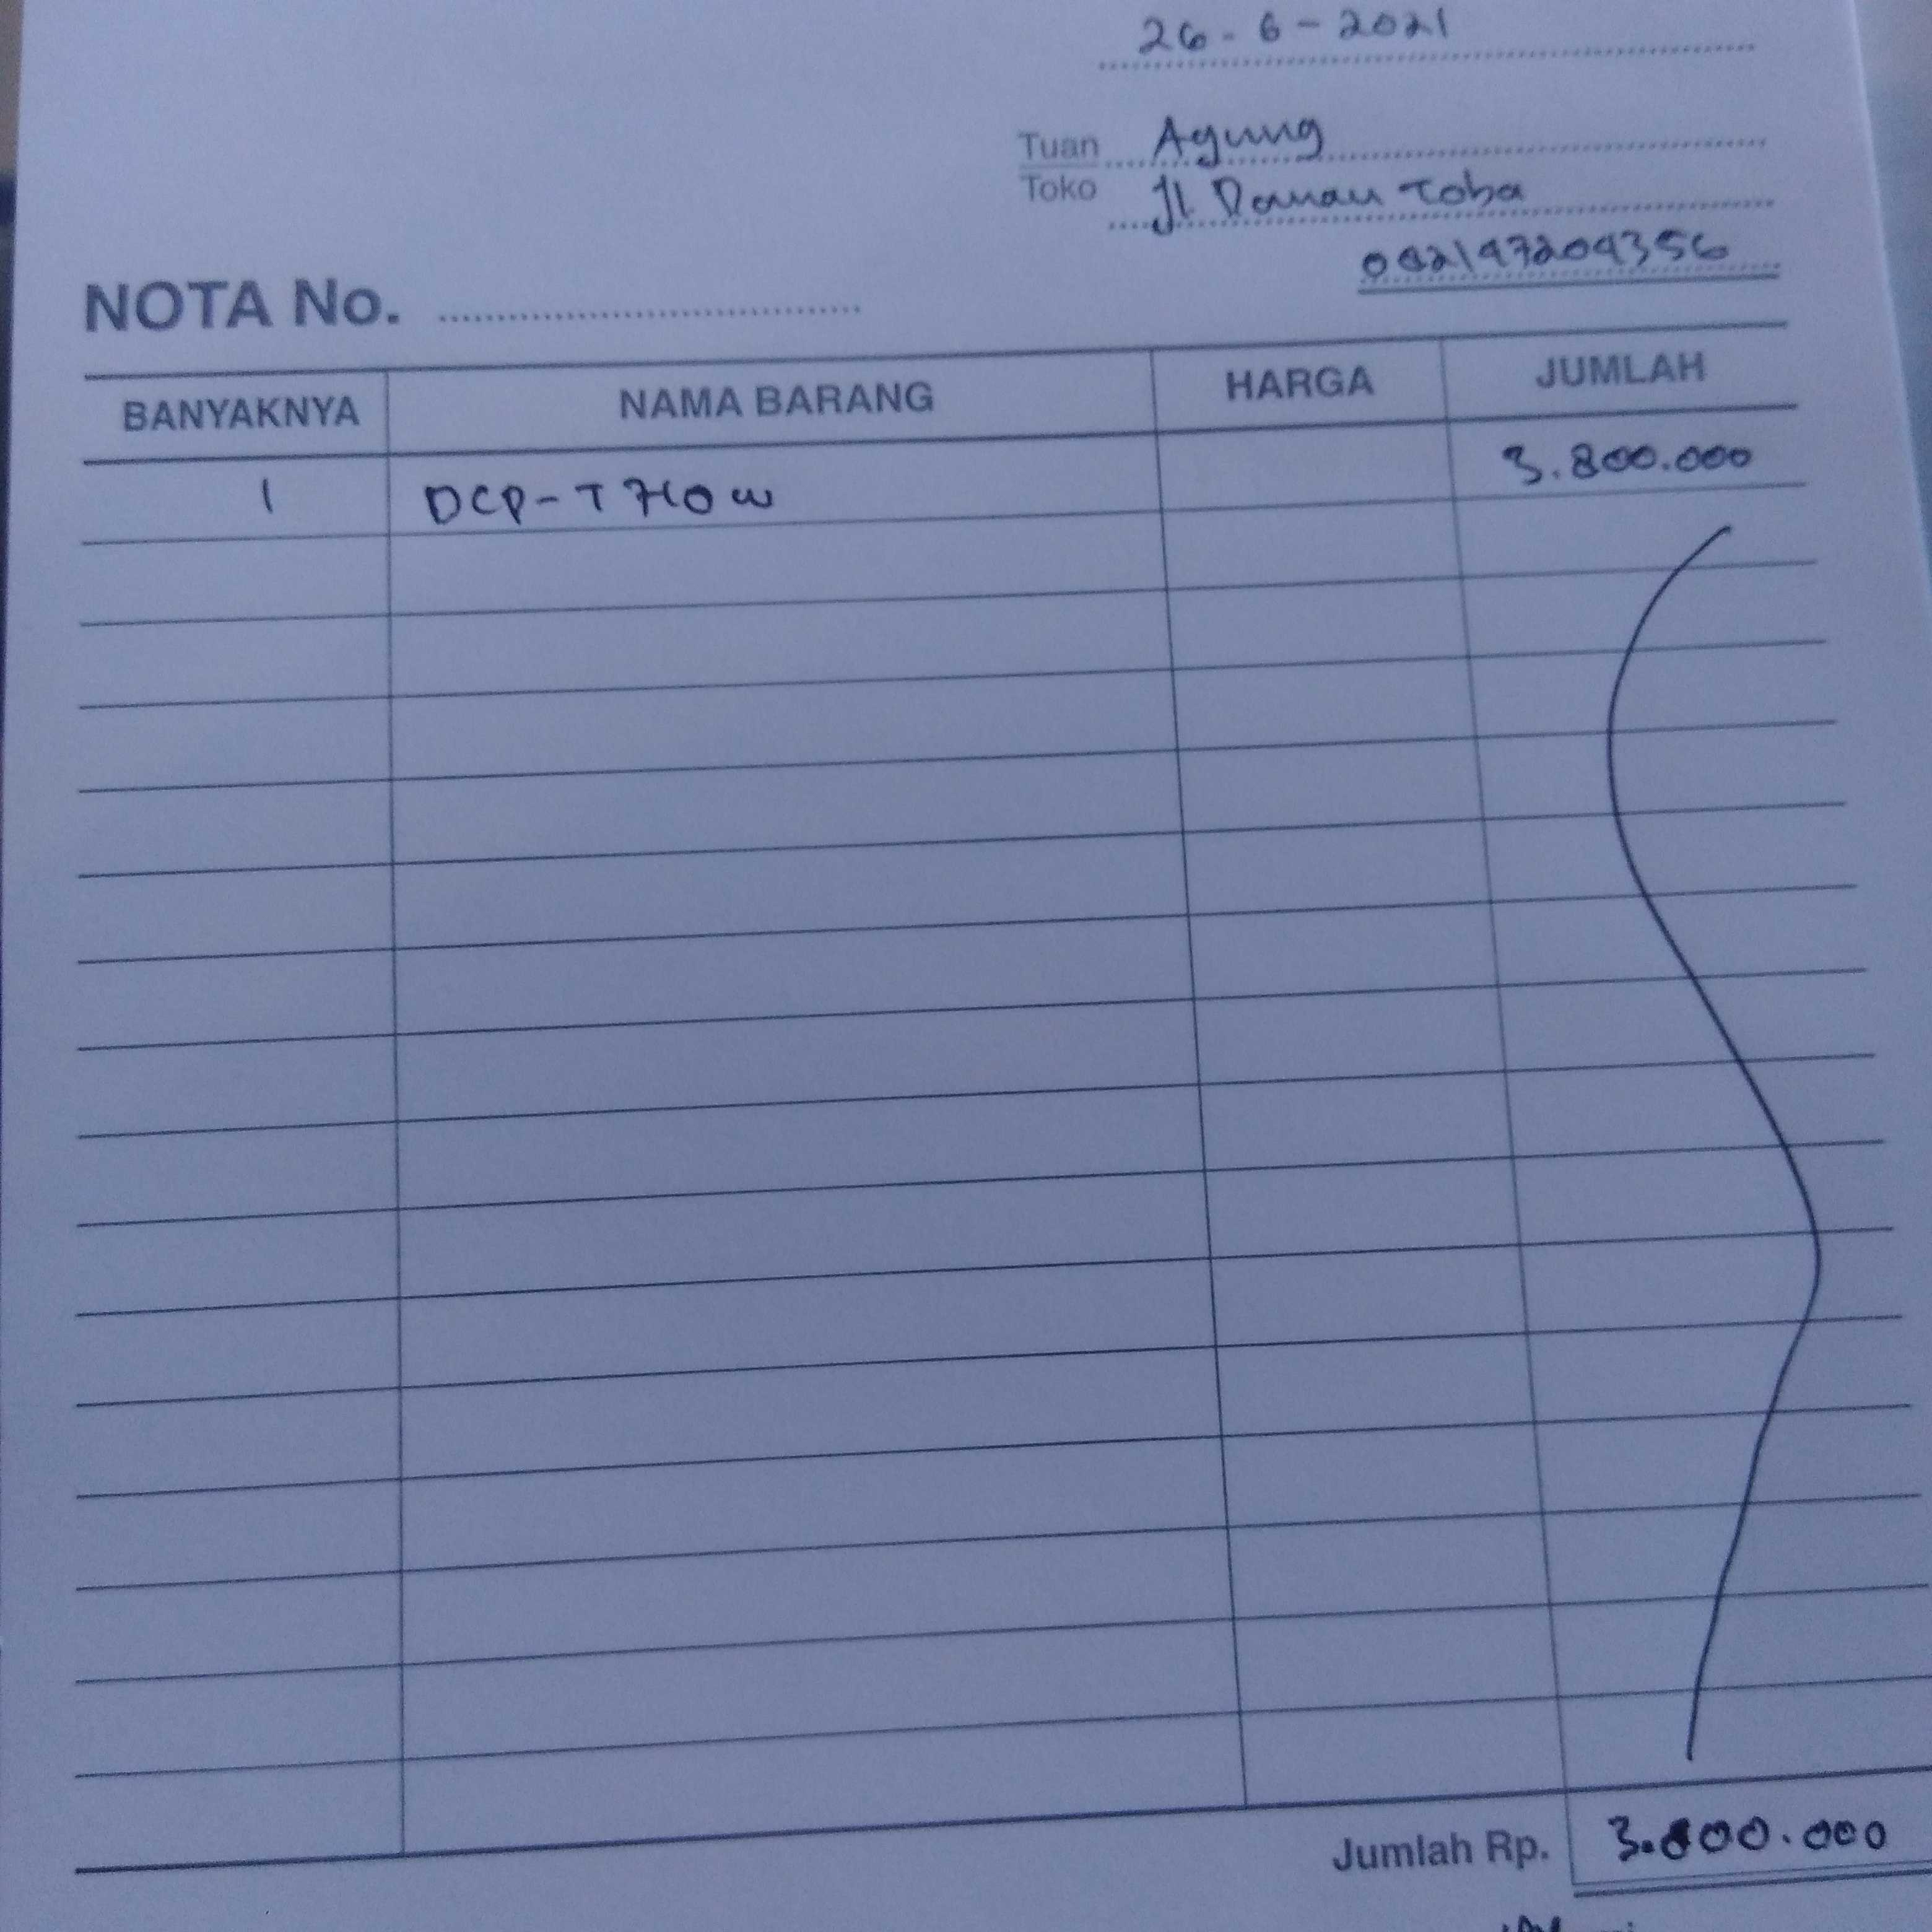 26-6-2021
Tuan Agung
Toko Jl. Danau Toba
082147204356
NOTA No.
BANYAKNYA NAMA BARANG HARGA JUMLAH
1 DCP-T710W 3.800.000
Jumlah Rp. 3.800.000